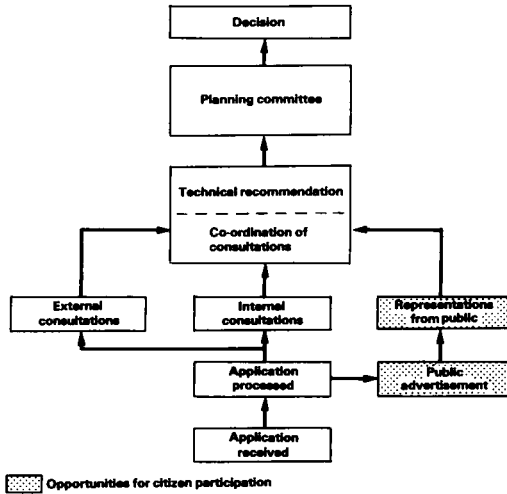 Decision
Planning committee
Technical recommendation
Co-ordination of
consultations
External
consultations
Internal
consultations
Representations
from public
Application
processed
Public
advertisement
Application
received
Opportunities for citizen participation